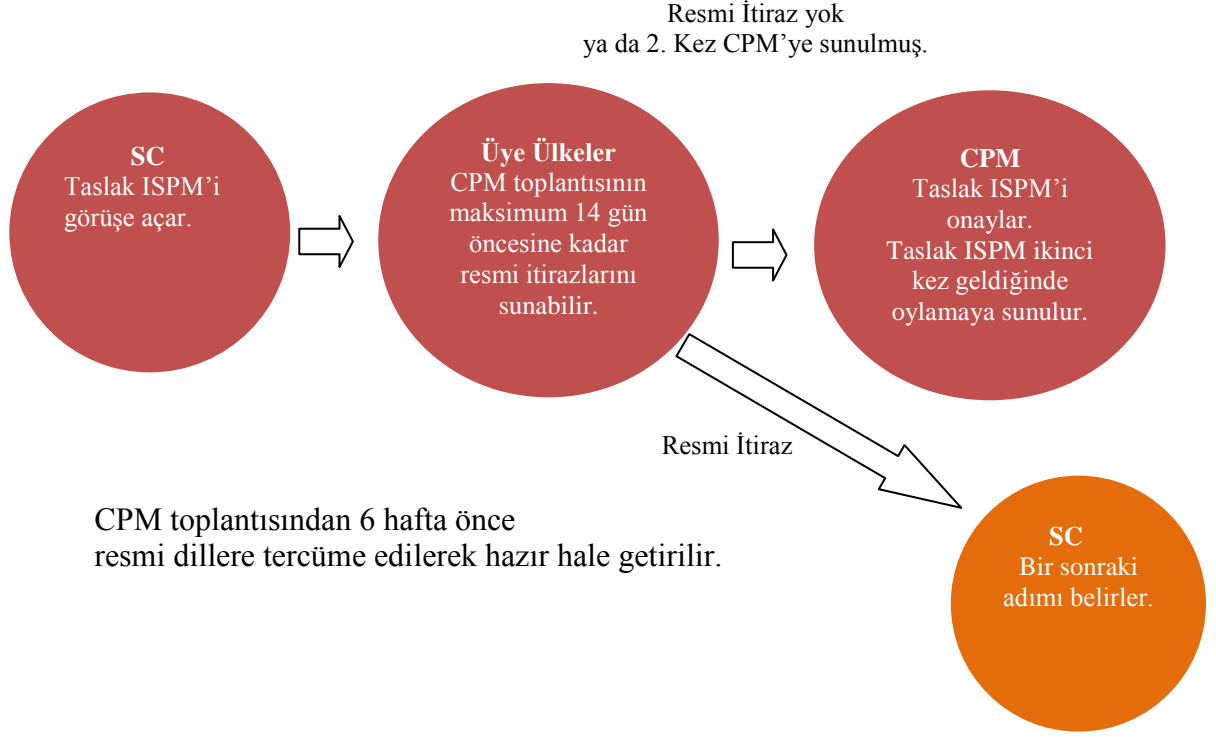 Resmi İtiraz yok
ya da 2. Kez CPM’ye sunulmuş.
SC
Taslak ISPM’i
görüşe açar.
Üye Ülkeler
CPM toplantısının
maksimum 14 gün
öncesine kadar
resmi itirazlarını
sunabilir.
CPM
Taslak ISPM’i
onaylar.
Taslak ISPM ikinci
kez geldiğinde
oylamaya sunulur.
Resmi İtiraz
CPM toplantısından 6 hafta önce
resmi dillere tercüme edilerek hazır hale getirilir.
SC
Bir sonraki
adımı belirler.